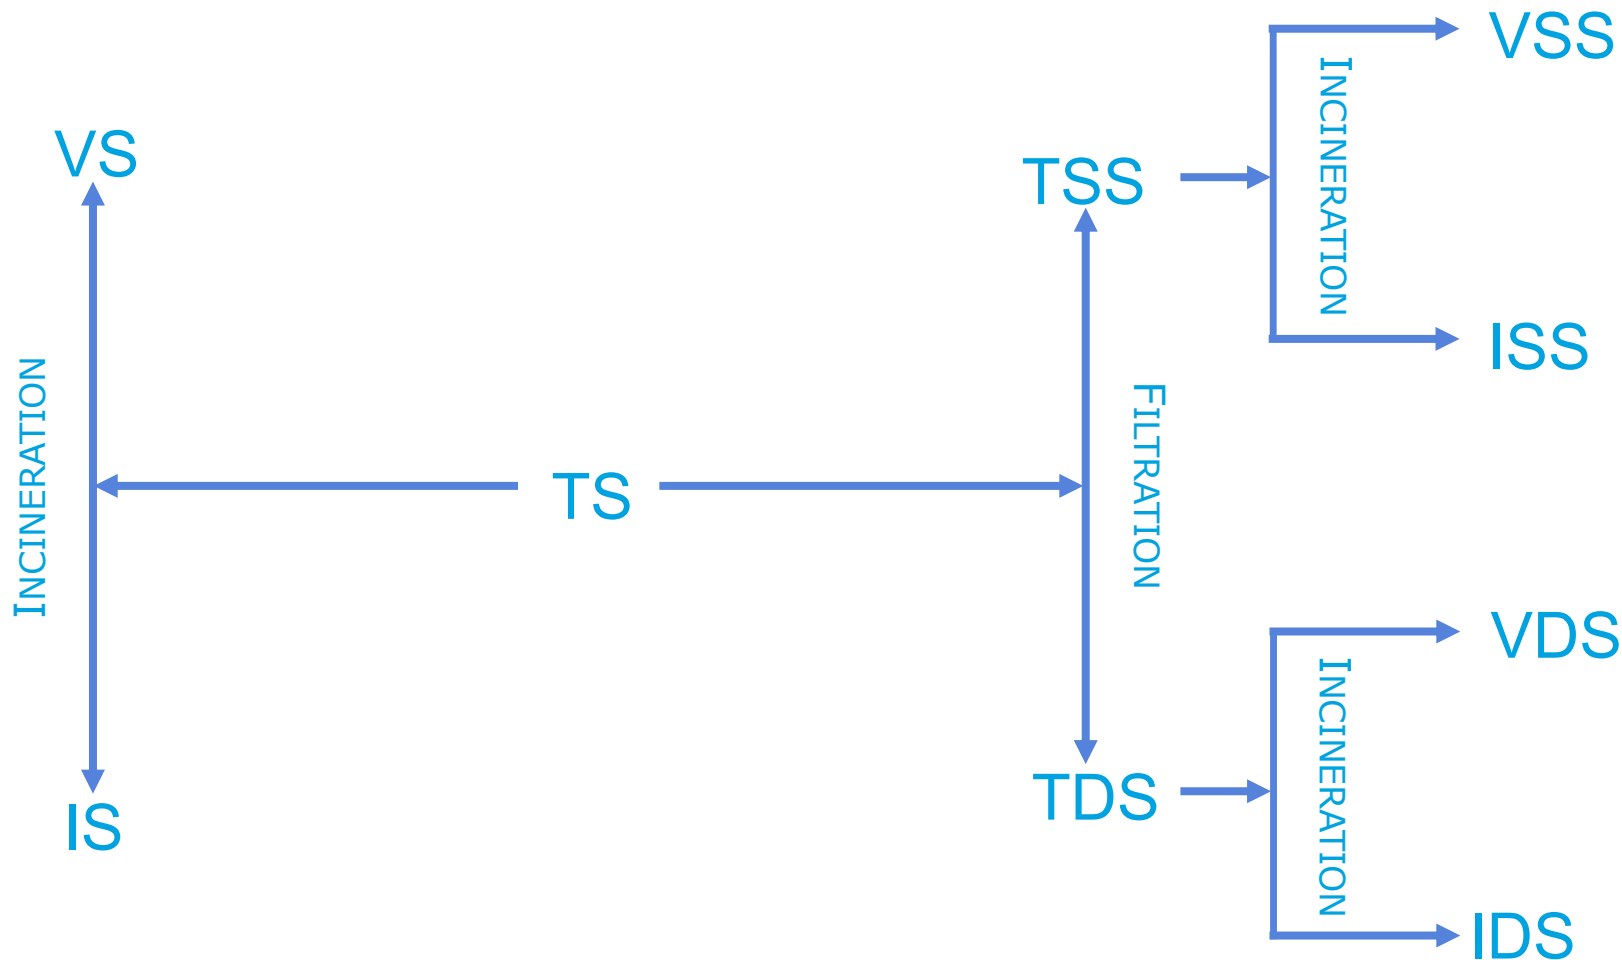 VSS
INCINERATION
VS
TSS
ISS
INCINERATION
FILTRATION
TS
VDS
INCINERATION
TDS
IS
IDS